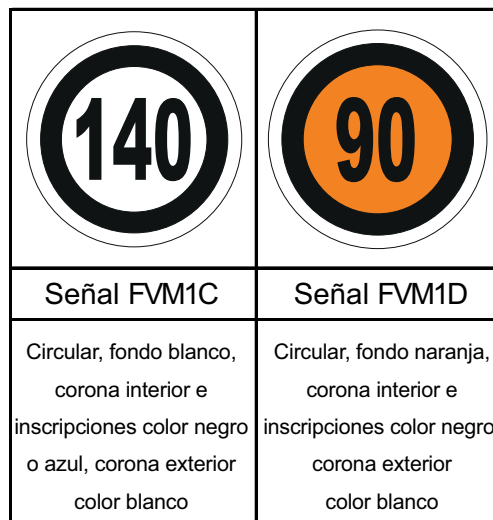 140
90
Señal FVM1C
Señal FVM1D
Circular, fondo blanco,
corona interior e
inscripciones color negro
o azul, corona exterior
color blanco
Circular, fondo naranja,
corona interior e
inscripciones color negro
corona exterior
color blanco